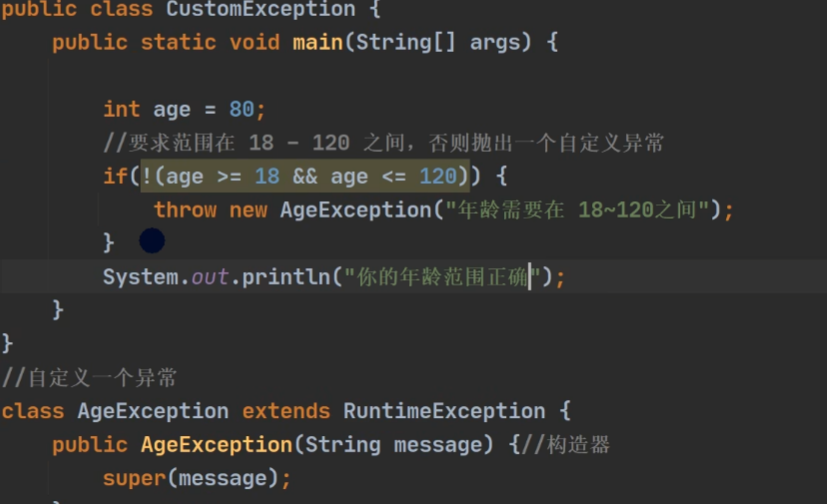 public class CustomException {
public static void main(String[] args) {
int age = 80;
//要求范围在 18 - 120 之间，否则抛出一个自定义异常
if(!(age >= 18 && age <= 120)) {
throw new AgeException("年龄需要在 18~120之间");
}
System.out.println("你的年龄范围正确");
}
}
//自定义一个异常
class AgeException extends RuntimeException {
public AgeException(String message) {//构造器
super(message);
}